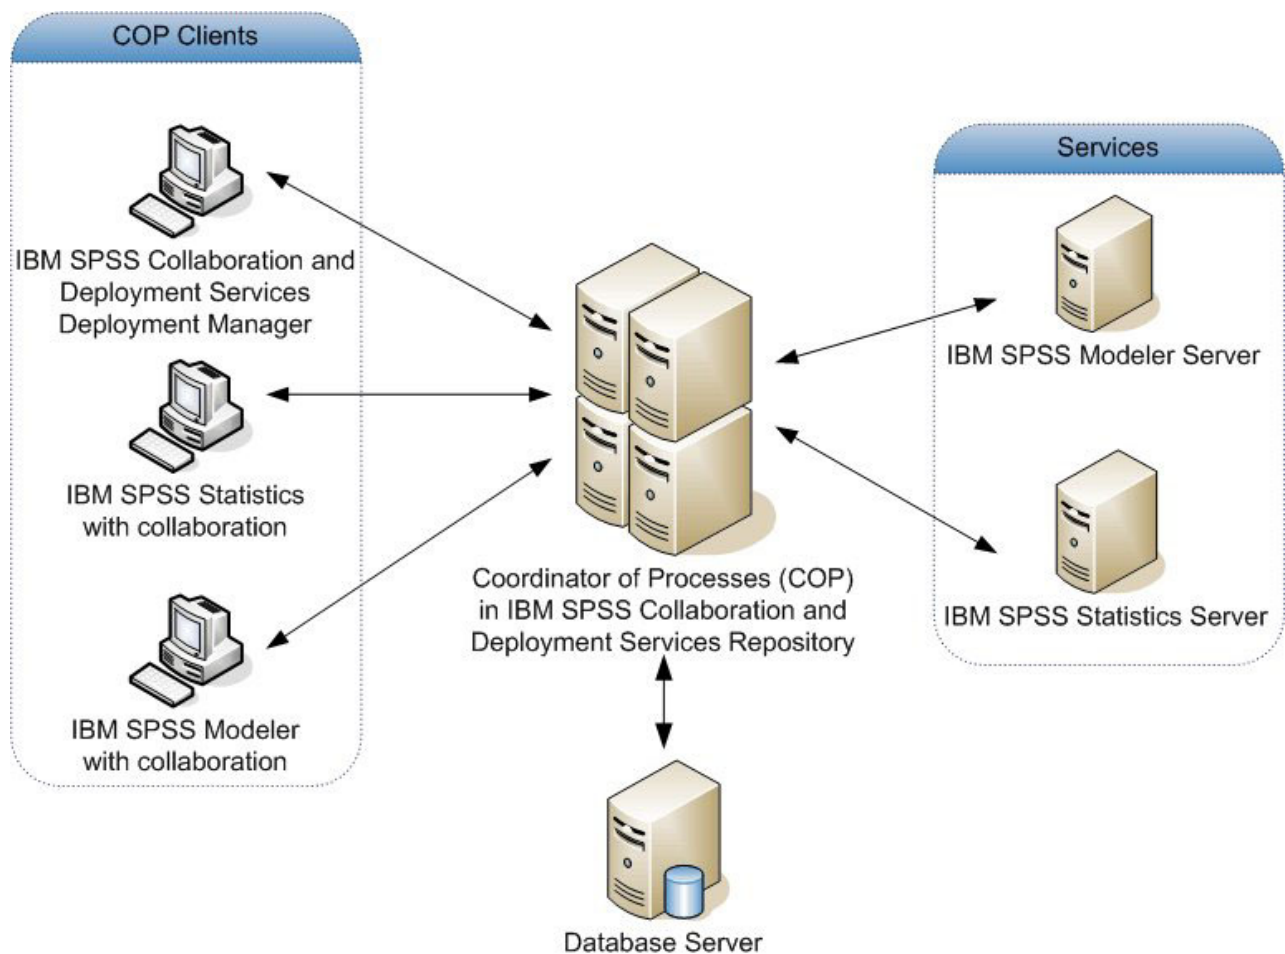 COP Clients
IBM SPSS Collaboration and
Deployment Services
Deployment Manager
IBM SPSS Statistics
with collaboration
IBM SPSS Modeler
with collaboration
Coordinator of Processes (COP)
in IBM SPSS Collaboration and
Deployment Services Repository
Database Server
Services
IBM SPSS Modeler Server
IBM SPSS Statistics Server